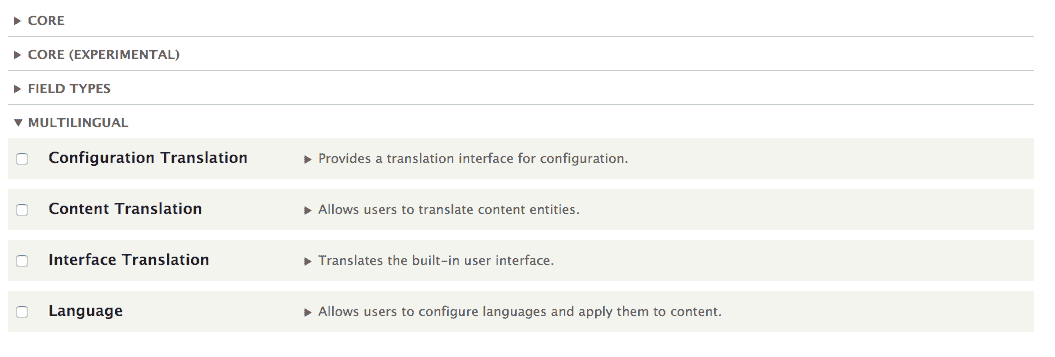 CORE
CORE (EXPERIMENTAL)
FIELD TYPES
MULTILINGUAL
Configuration Translation Provides a translation interface for configuration.
Content Translation Allows users to translate content entities.
Interface Translation Translates the built-in user interface.
Language Allows users to configure languages and apply them to content.